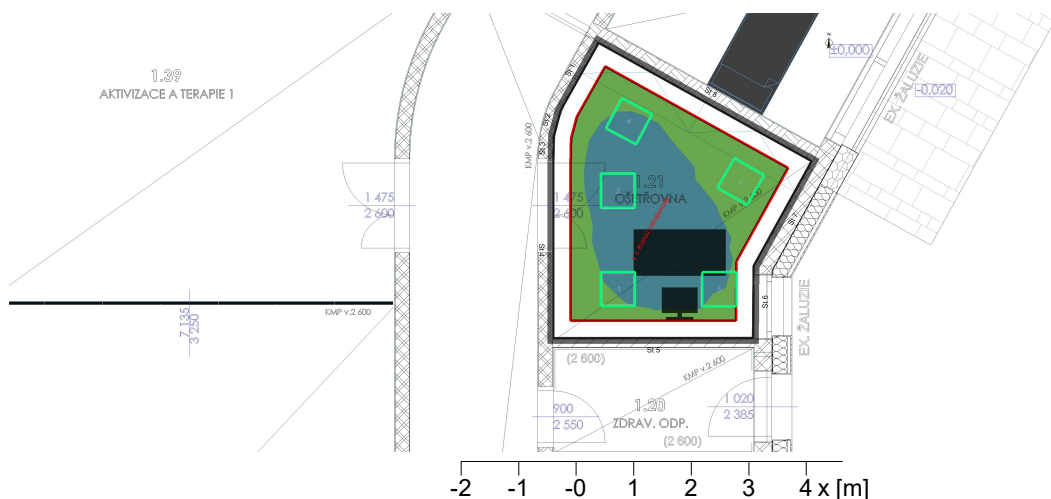 1.39
AKTIVIZACE A TERAPIE 1
±0,000
-0,020
EX. ŽALUZIE
St.1
St.2
St.3
St.4
St.8
St.7
St.6
St.5
KMP v.2 600
1 475
2 600
1 475
2 600
1.21
OŠETŘOVNA
KMP v.2 600
KMP v.2 600
7 135
3 250
EX. ŽALUZIE
(2 600)
KMP v.2 600
900
2 550
1.20
ZDRAV. ODP.
(2 600)
1 020
2 385
-2 -1 -0 1 2 3 4 x [m]